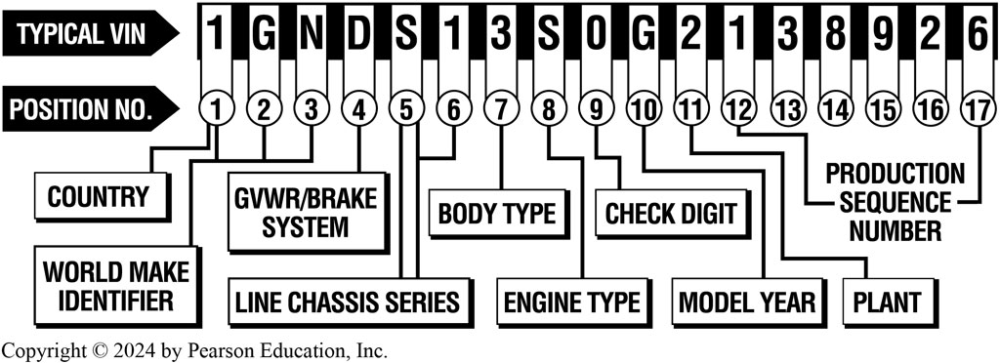 TYPICAL VIN 1 G N D S 1 3 S 0 G 2 1 3 8 9 2 6
POSITION NO. 1 2 3 4 5 6 7 8 9 10 11 12 13 14 15 16 17
COUNTRY
WORLD MAKE
IDENTIFIER
GVWR/BRAKE
SYSTEM
LINE CHASSIS SERIES
BODY TYPE
ENGINE TYPE
CHECK DIGIT
MODEL YEAR
PLANT
PRODUCTION
SEQUENCE
NUMBER
Copyright © 2024 by Pearson Education, Inc.